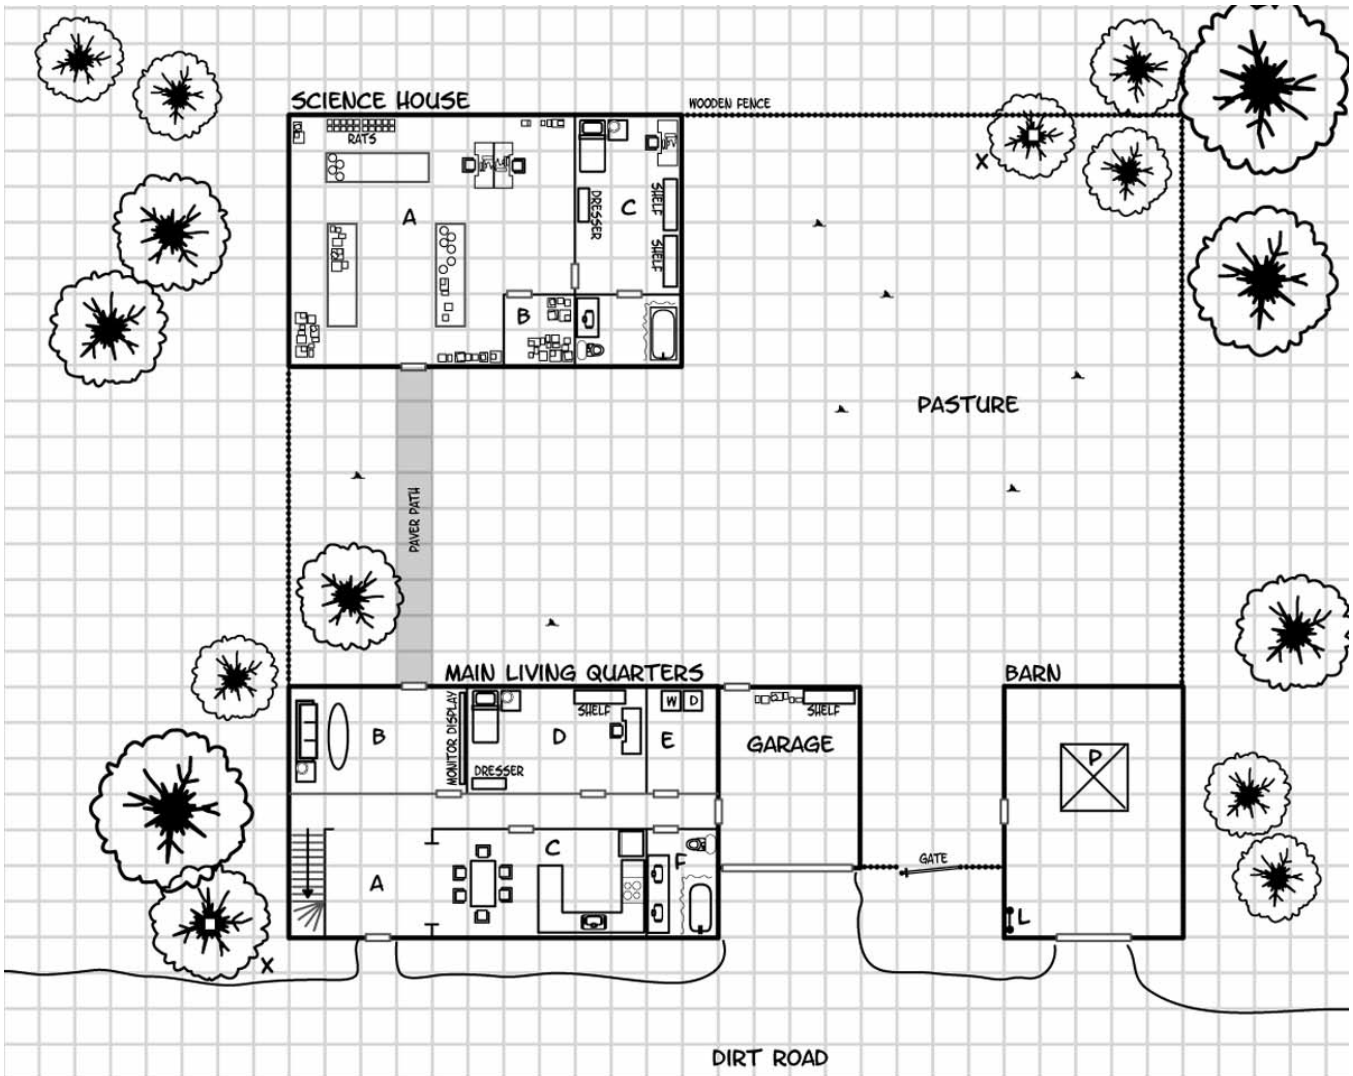 SCIENCE HOUSE
WOODEN FENCE
RATS
X
A
DRESSER
C
SHELF
SHELF
B
PASTURE
PAVER PATH
MAIN LIVING QUARTERS
BARN
B
MONITOR DISPLAY
SHELF
D
DRESSER
W D
E
SHELF
GARAGE
P
A
C
F
GATE
L
X
DIRT ROAD